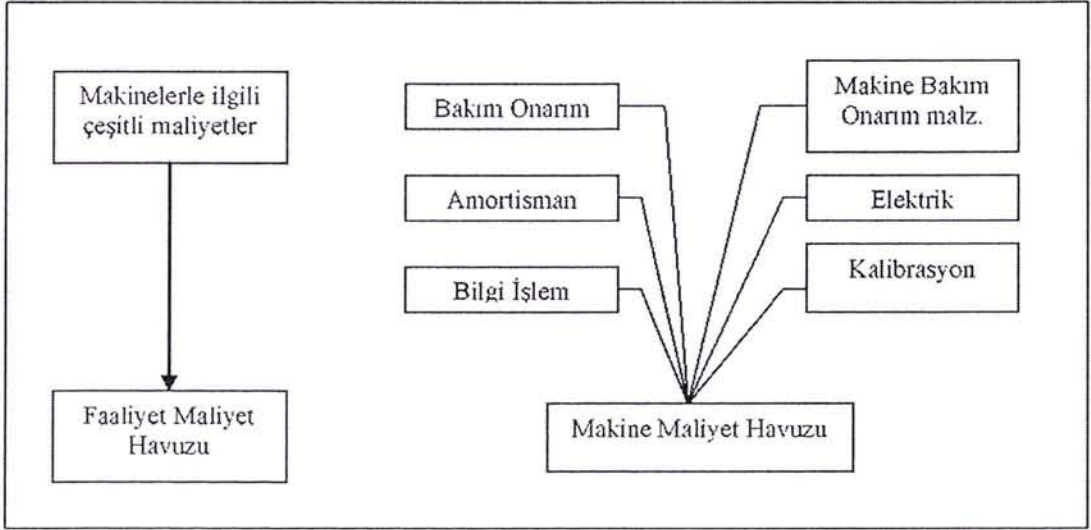 Makinelerle ilgili
çeşitli maliyetler
Faaliyet Maliyet
Havuzu
Bakım Onarım
Amortisman
Bilgi İşlem
Makine Bakım
Onarım malz.
Elektrik
Kalibrasyon
Makine Maliyet Havuzu